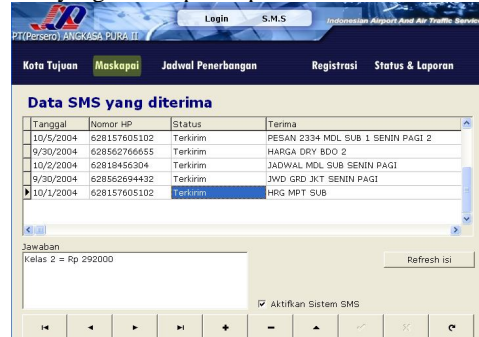 Login S.M.S Indonesian Airport And Air Traffic Service
PT(Persero) ANGKASA PURA II
Kota Tujuan Maskapai Jadwal Penerbangan Registrasi Status & Laporan
Data SMS yang diterima
Tanggal Nomor HP Status Terima
10/5/2004 628157605102 Terkirim PESAN 2334 MDL SUB 1 SENIN PAGI 2
9/30/2004 628562766655 Terkirim HARGA DRY BDO 2
10/2/2004 62818456304 Terkirim JADWAL MDL SUB SENIN PAGI
9/30/2004 628562694432 Terkirim JWD GRD JKT SENIN PAGI
10/1/2004 628157605102 Terkirim HRG MPT SUB
Jawaban
Kelas 2 = Rp 292000
Refresh isi
Aktifkan Sistem SMS